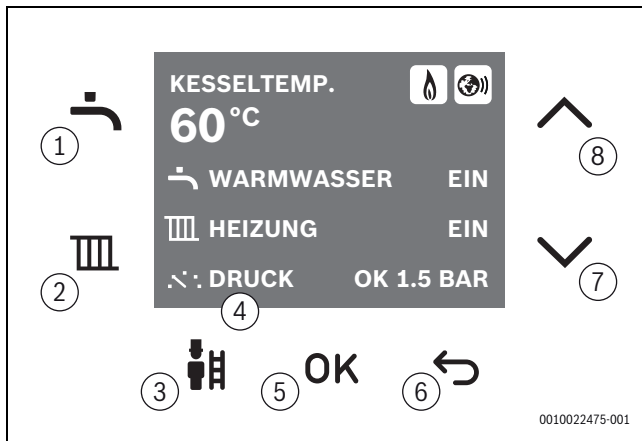 KESSELTEMP.
60°C
1
8
WARMWASSER EIN
HEIZUNG EIN
2
7
DRUCK OK 1.5 BAR
4
3
5 OK
6
0010022475-001